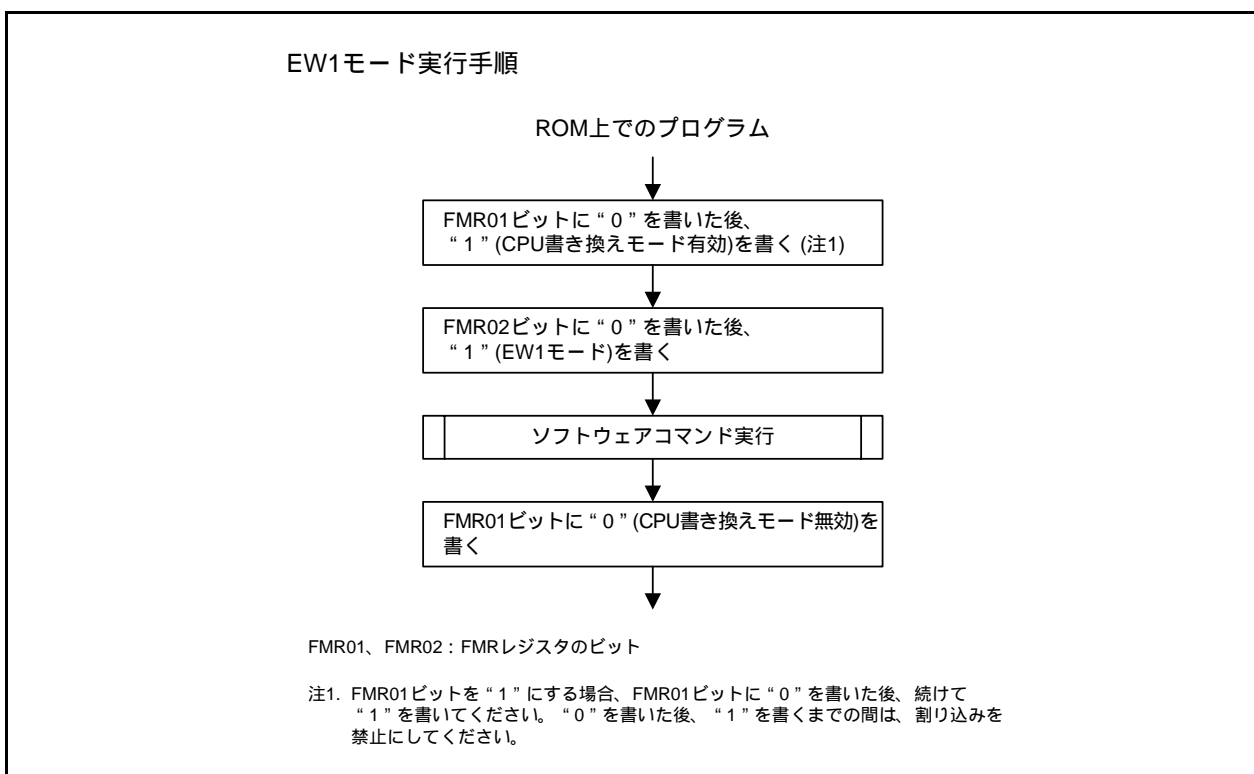 EW1モード実行手順
ROM上でのプログラム
FMR01ビットに“0”を書いた後、
“1”(CPU書き換えモード有効)を書く (注1)
FMR02ビットに“0”を書いた後、
“1”(EW1モード)を書く
ソフトウェアコマンド実行
FMR01ビットに“0”(CPU書き換えモード無効)を
書く
FMR01、FMR02：FMRレジスタのビット
注1. FMR01ビットを“1”にする場合、FMR01ビットに“0”を書いた後、続けて
“1”を書いてください。“0”を書いた後、“1”を書くまでの間は、割り込みを
禁止にしてください。